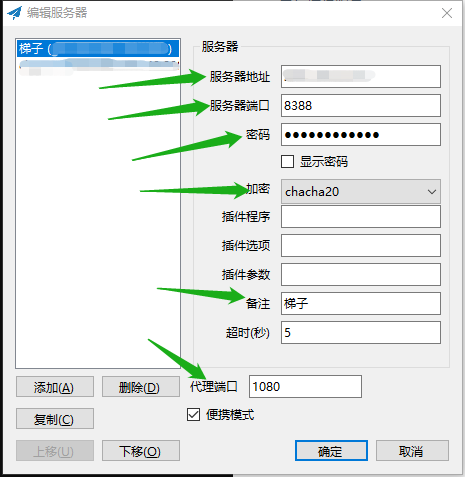 编辑服务器
梯子 (
)
服务器
服务器地址
服务器端口 8388
密码 ●●●●●●●●●●●●
显示密码
加密 chacha20
插件程序
插件选项
插件参数
备注 梯子
超时(秒) 5
添加(A) 删除(D) 代理端口 1080
复制(C) 便携模式
上移(U) 下移(O) 确定 取消